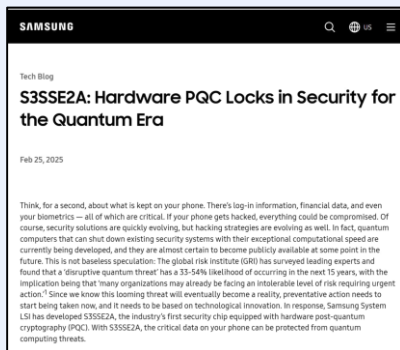 SAMSUNG
US
Tech Blog
S3SSE2A: Hardware PQC Locks in Security for
the Quantum Era
Feb 25, 2025
Think, for a second, about what is kept on your phone. There's log-in information, financial data, and even
your biometrics — all of which are critical. If your phone gets hacked, everything could be compromised. Of
course, security solutions are quickly evolving, but hacking strategies are evolving as well. In fact, quantum
computers that can shut down existing security systems with their exceptional computational speed are
currently being developed, and they are almost certain to become publicly available at some point in the
future. This is not baseless speculation: The global risk institute (GRI) has surveyed leading experts and
found that a 'disruptive quantum threat' has a 33-54% likelihood of occurring in the next 15 years, with the
implication being that 'many organizations may already be facing an intolerable level of risk requiring urgent
action.'1 Since we know this looming threat will eventually become a reality, preventative action needs to
start being taken now, and it needs to be based on technological innovation. In response, Samsung System
LSI has developed S3SSE2A, the industry's first security chip equipped with hardware post-quantum
cryptography (PQC). With S3SSE2A, the critical data on your phone can be protected from quantum
computing threats.